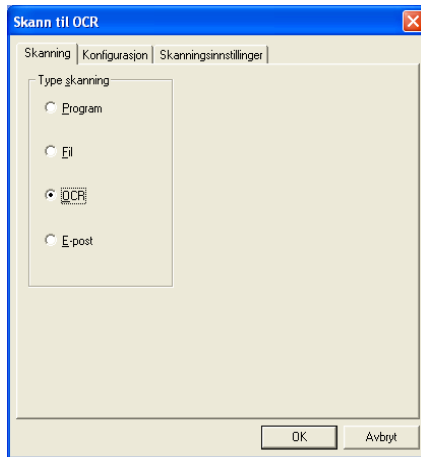 Skann til OCR
Skanning Konfigurasjon Skanningsinnstillinger
Type skanning
Program
Fil
OCR
E-post
OK Avbryt